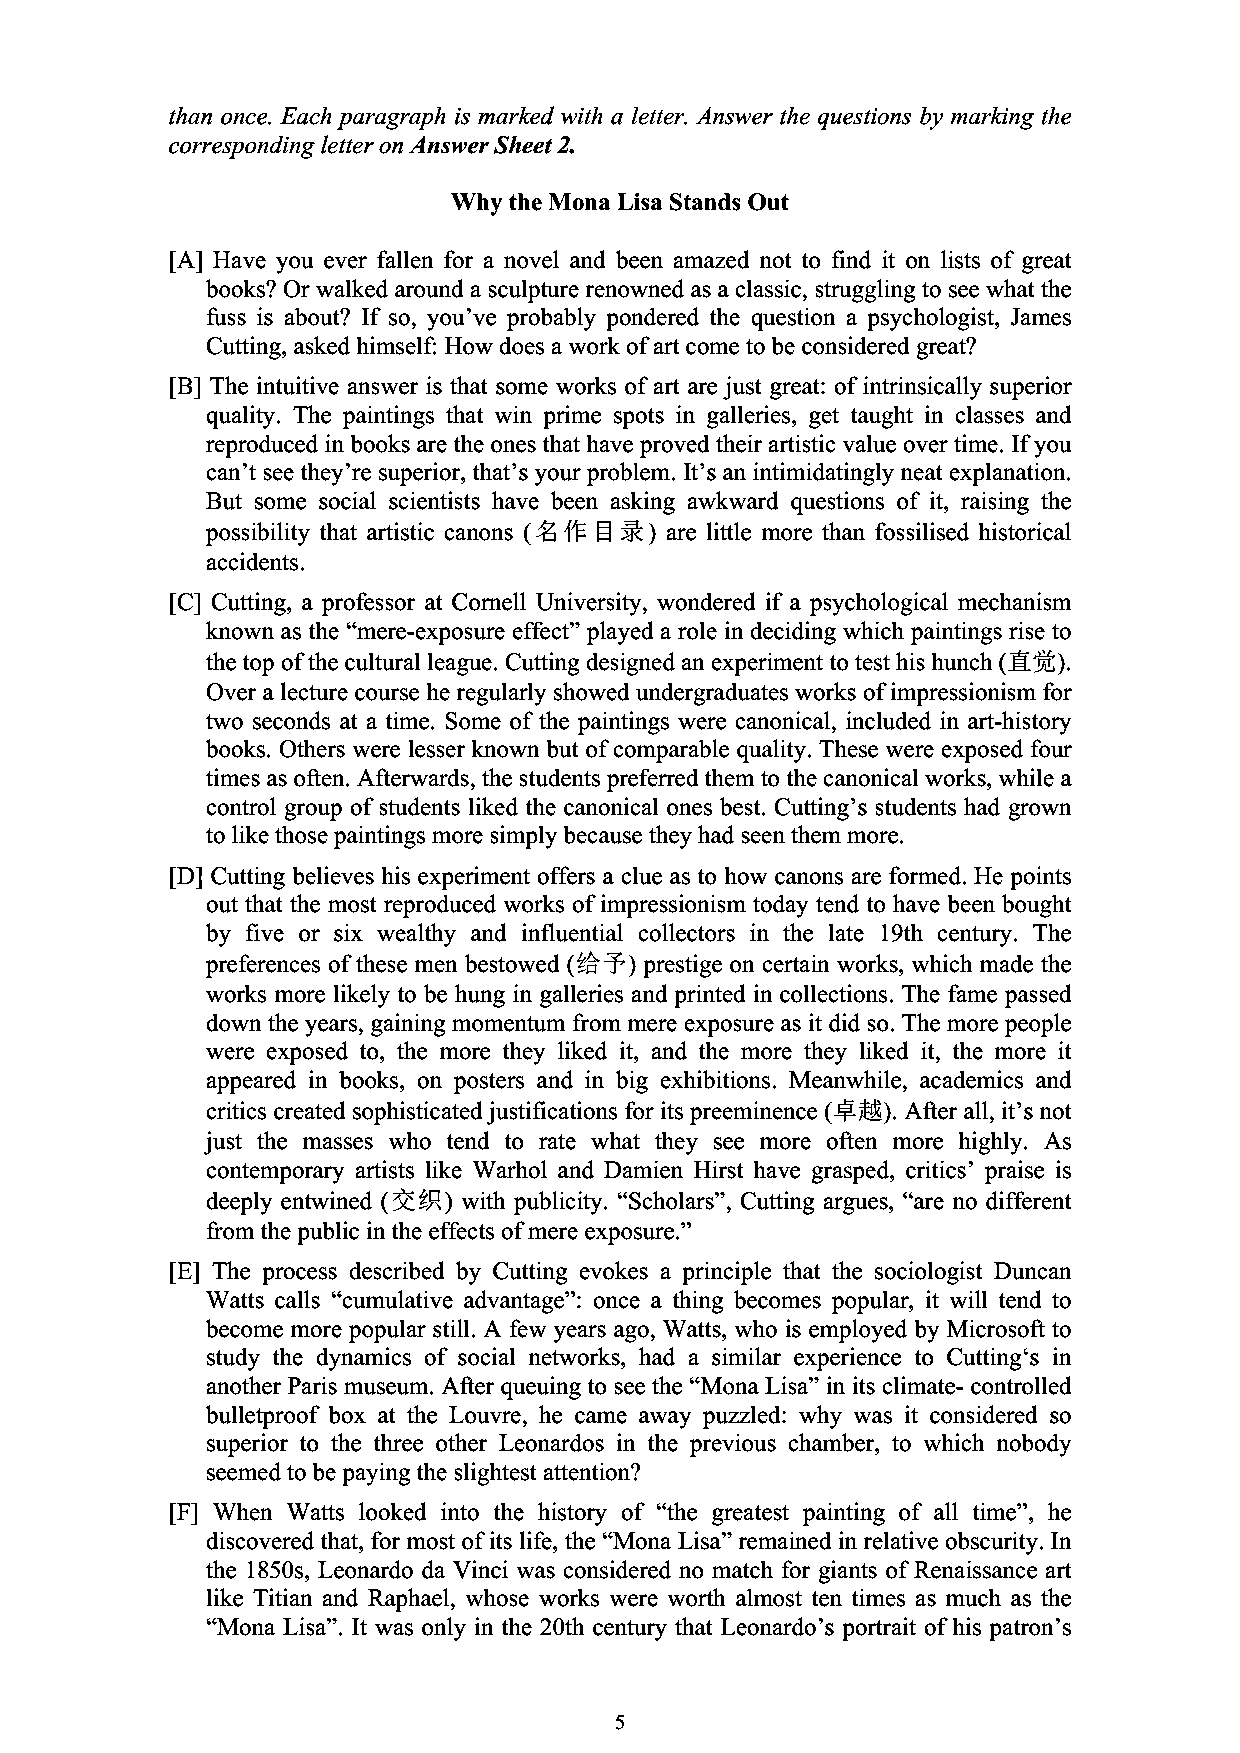 than once. Each paragraph is marked with a letter. Answer the questions by marking the
corresponding letter on Answer Sheet 2.
Why the Mona Lisa Stands Out
[A] Have you ever fallen for a novel and been amazed not to find it on lists of great
books? Or walked around a sculpture renowned as a classic, struggling to see what the
fuss is about? If so, you’ve probably pondered the question a psychologist, James
Cutting, asked himself: How does a work of art come to be considered great?
[B] The intuitive answer is that some works of art are just great: of intrinsically superior
quality. The paintings that win prime spots in galleries, get taught in classes and
reproduced in books are the ones that have proved their artistic value over time. If you
can’t see they’re superior, that’s your problem. It’s an intimidatingly neat explanation.
But some social scientists have been asking awkward questions of it, raising the
possibility that artistic canons (名作目录) are little more than fossilised historical
accidents.
[C] Cutting, a professor at Cornell University, wondered if a psychological mechanism
known as the “mere-exposure effect” played a role in deciding which paintings rise to
the top of the cultural league. Cutting designed an experiment to test his hunch (直觉).
Over a lecture course he regularly showed undergraduates works of impressionism for
two seconds at a time. Some of the paintings were canonical, included in art-history
books. Others were lesser known but of comparable quality. These were exposed four
times as often. Afterwards, the students preferred them to the canonical works, while a
control group of students liked the canonical ones best. Cutting’s students had grown
to like those paintings more simply because they had seen them more.
[D] Cutting believes his experiment offers a clue as to how canons are formed. He points
out that the most reproduced works of impressionism today tend to have been bought
by five or six wealthy and influential collectors in the late 19th century. The
preferences of these men bestowed (给予) prestige on certain works, which made the
works more likely to be hung in galleries and printed in collections. The fame passed
down the years, gaining momentum from mere exposure as it did so. The more people
were exposed to, the more they liked it, and the more they liked it, the more it
appeared in books, on posters and in big exhibitions. Meanwhile, academics and
critics created sophisticated justifications for its preeminence (卓越). After all, it’s not
just the masses who tend to rate what they see more often more highly. As
contemporary artists like Warhol and Damien Hirst have grasped, critics’ praise is
deeply entwined (交织) with publicity. “Scholars”, Cutting argues, “are no different
from the public in the effects of mere exposure.”
[E] The process described by Cutting evokes a principle that the sociologist Duncan
Watts calls “cumulative advantage”: once a thing becomes popular, it will tend to
become more popular still. A few years ago, Watts, who is employed by Microsoft to
study the dynamics of social networks, had a similar experience to Cutting‘s in
another Paris museum. After queuing to see the “Mona Lisa” in its climate- controlled
bulletproof box at the Louvre, he came away puzzled: why was it considered so
superior to the three other Leonardos in the previous chamber, to which nobody
seemed to be paying the slightest attention?
[F] When Watts looked into the history of “the greatest painting of all time”, he
discovered that, for most of its life, the “Mona Lisa” remained in relative obscurity. In
the 1850s, Leonardo da Vinci was considered no match for giants of Renaissance art
like Titian and Raphael, whose works were worth almost ten times as much as the
“Mona Lisa”. It was only in the 20th century that Leonardo’s portrait of his patron’s
5